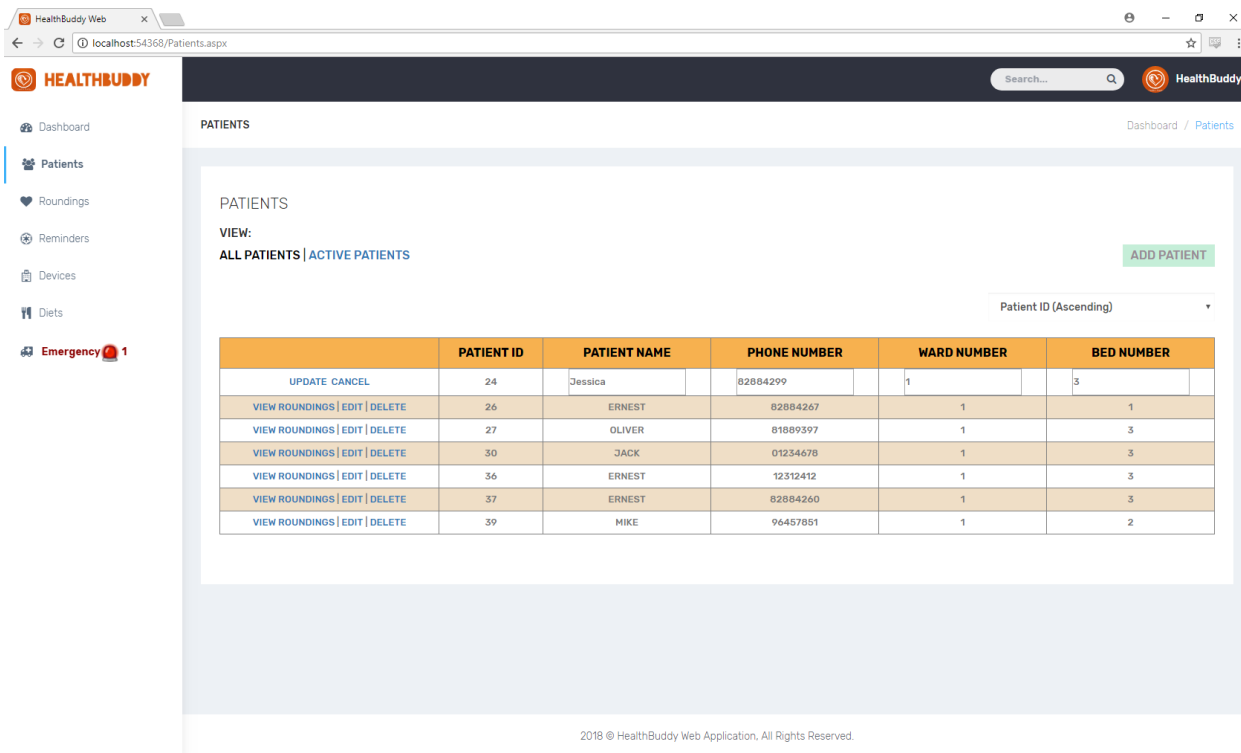 HealthBuddy Web
localhost:54368/Patients.aspx
HEALTHBUDDY
Search...
HealthBuddy
Dashboard
Patients
Roundings
Reminders
Devices
Diets
Emergency 1
PATIENTS
Dashboard / Patients
PATIENTS
VIEW:
ALL PATIENTS | ACTIVE PATIENTS
ADD PATIENT
Patient ID (Ascending)
PATIENT ID PATIENT NAME PHONE NUMBER WARD NUMBER BED NUMBER
UPDATE CANCEL 24 Jessica 82884299 1 3
VIEW ROUNDINGS | EDIT | DELETE 26 ERNEST 82884267 1 1
VIEW ROUNDINGS | EDIT | DELETE 27 OLIVER 81889397 1 3
VIEW ROUNDINGS | EDIT | DELETE 30 JACK 01234678 1 3
VIEW ROUNDINGS | EDIT | DELETE 36 ERNEST 12312412 1 3
VIEW ROUNDINGS | EDIT | DELETE 37 ERNEST 82884260 1 3
VIEW ROUNDINGS | EDIT | DELETE 39 MIKE 96457851 1 2
2018 © HealthBuddy Web Application, All Rights Reserved.